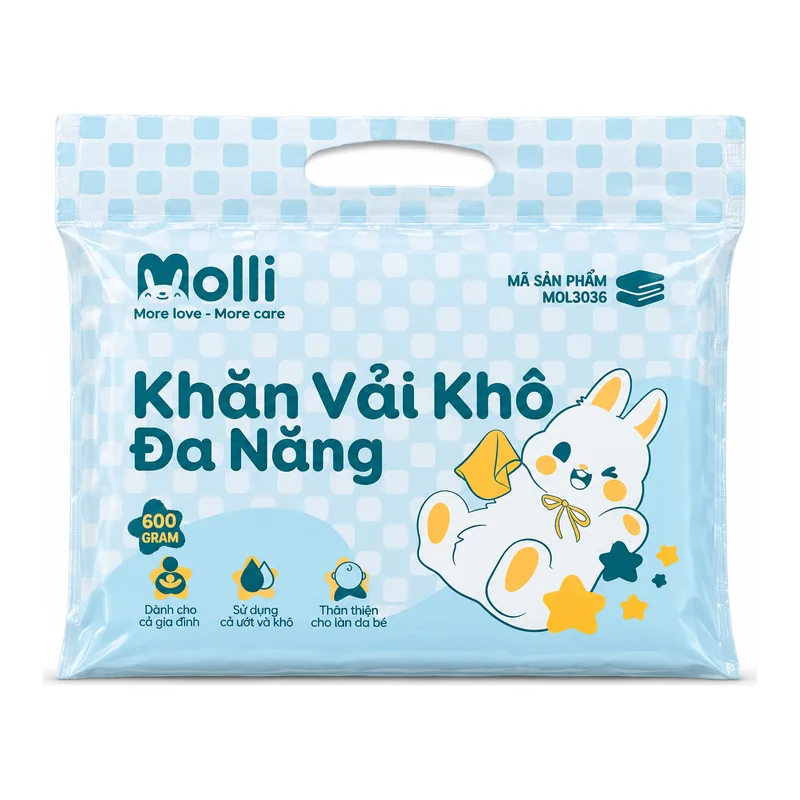 Molli
More love - More care
MÃ SẢN PHẨM
MOL3036
Khăn Vải Khô
Đa Năng
600
GRAM
Dành cho
cả gia đình
Sử dụng
cả ướt và khô
Thân thiện
cho làn da bé